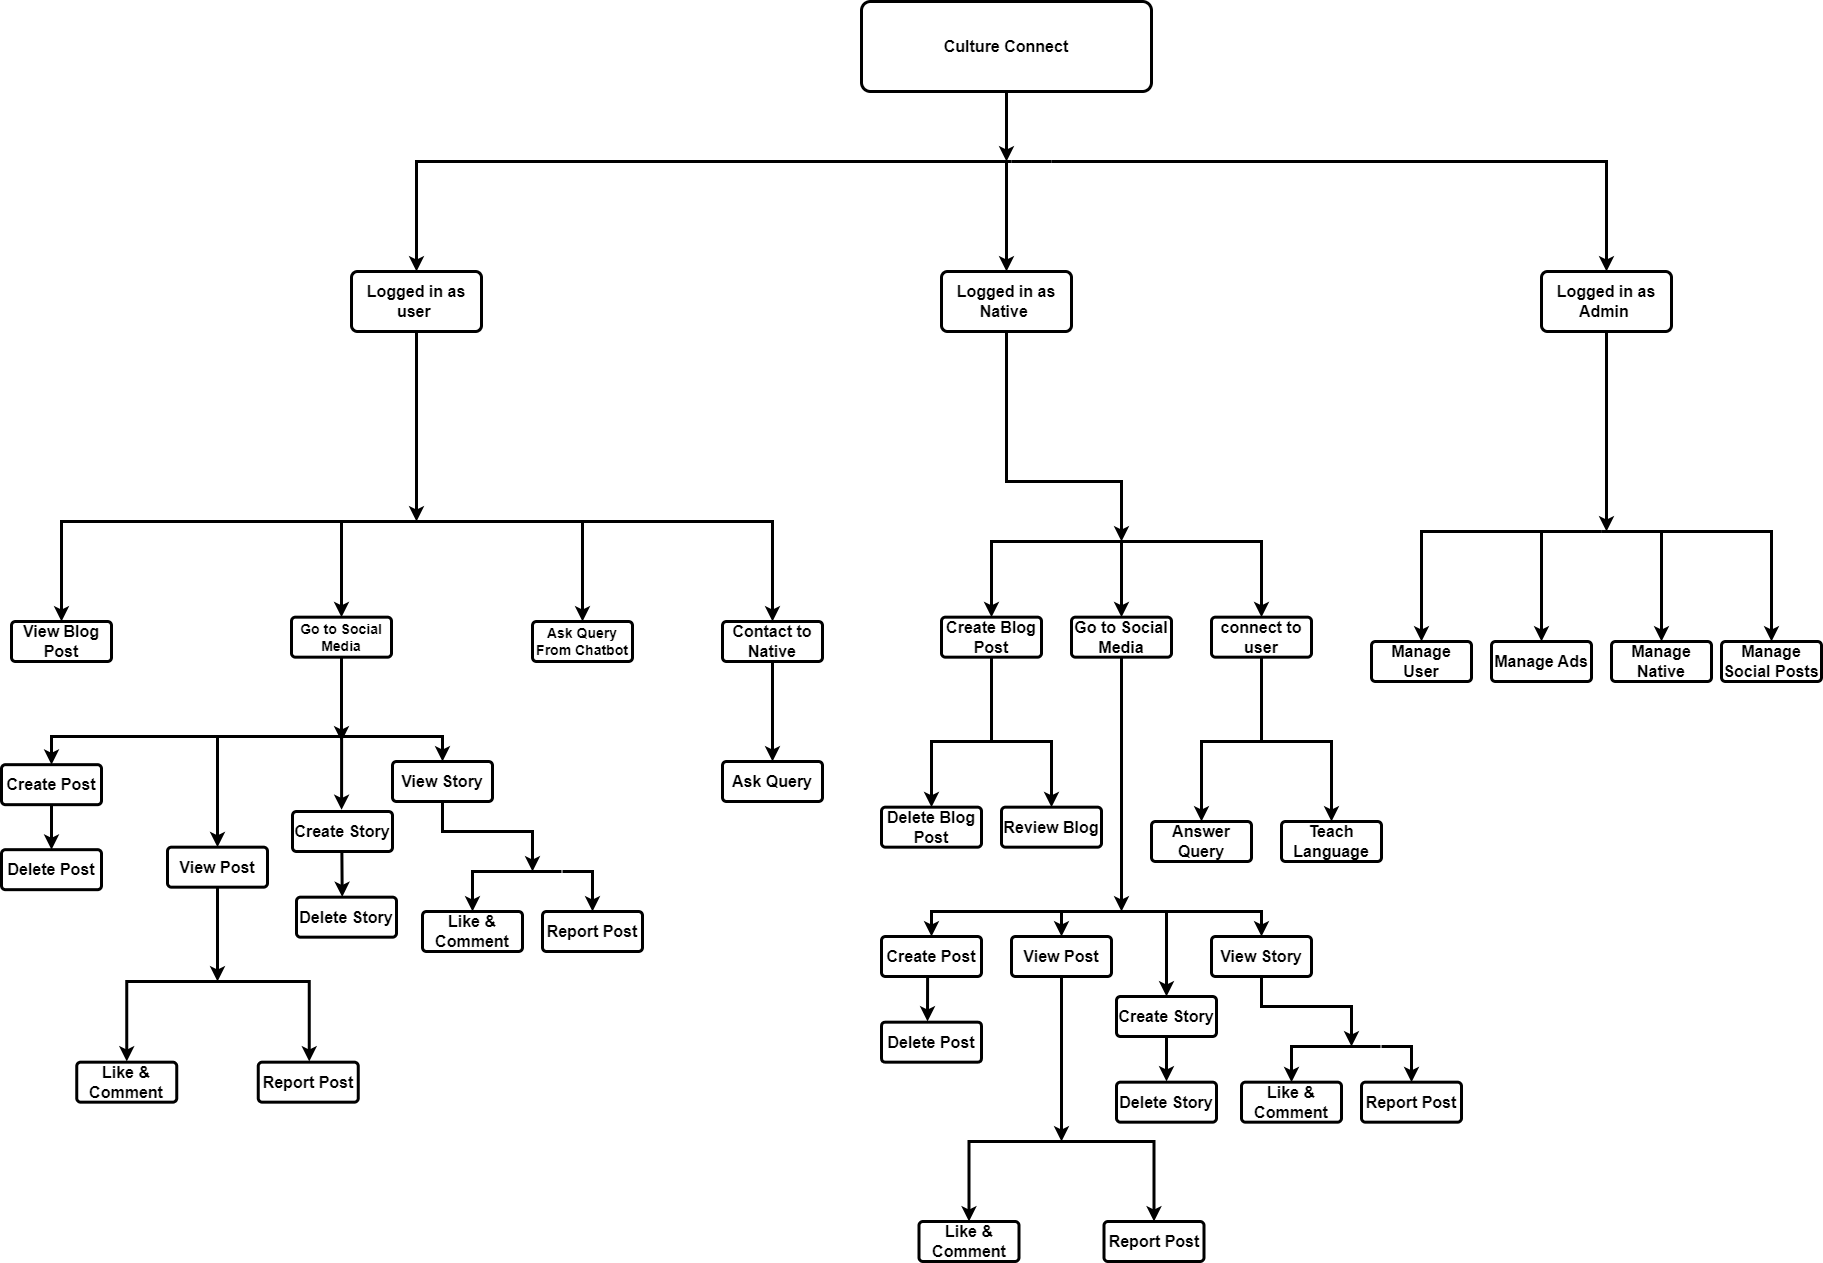 Culture Connect
Logged in as
user
Logged in as
Native
Logged in as
Admin
View Blog
Post
Go to Social
Media
Ask Query
From Chatbot
Contact to
Native
Create Blog
Post
Go to Social
Media
connect to
user
Manage
User
Manage Ads
Manage
Native
Manage
Social Posts
Create Post
View Story
Ask Query
Create Story
View Post
Delete Post
Delete Story
Like &
Comment
Report Post
Like &
Comment
Report Post
Delete Blog
Post
Review Blog
Answer
Query
Teach
Language
Create Post
View Post
View Story
Create Story
Delete Post
Delete Story
Like &
Comment
Report Post
Like &
Comment
Report Post